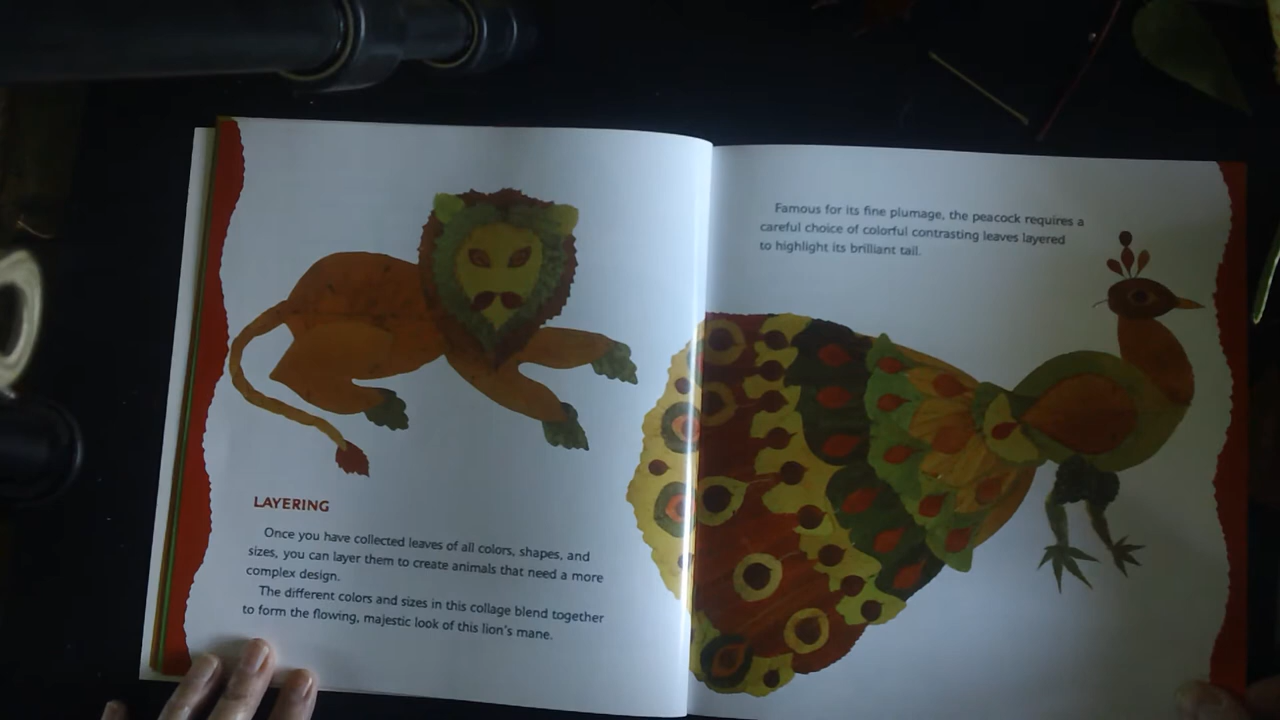 LAYERING
Once you have collected leaves of all colors, shapes, and
sizes, you can layer them to create animals that need a more
complex design.
The different colors and sizes in this collage blend together
to form the flowing, majestic look of this lion's mane.
Famous for its fine plumage, the peacock requires a
careful choice of colorful contrasting leaves layered
to highlight its brilliant tail.